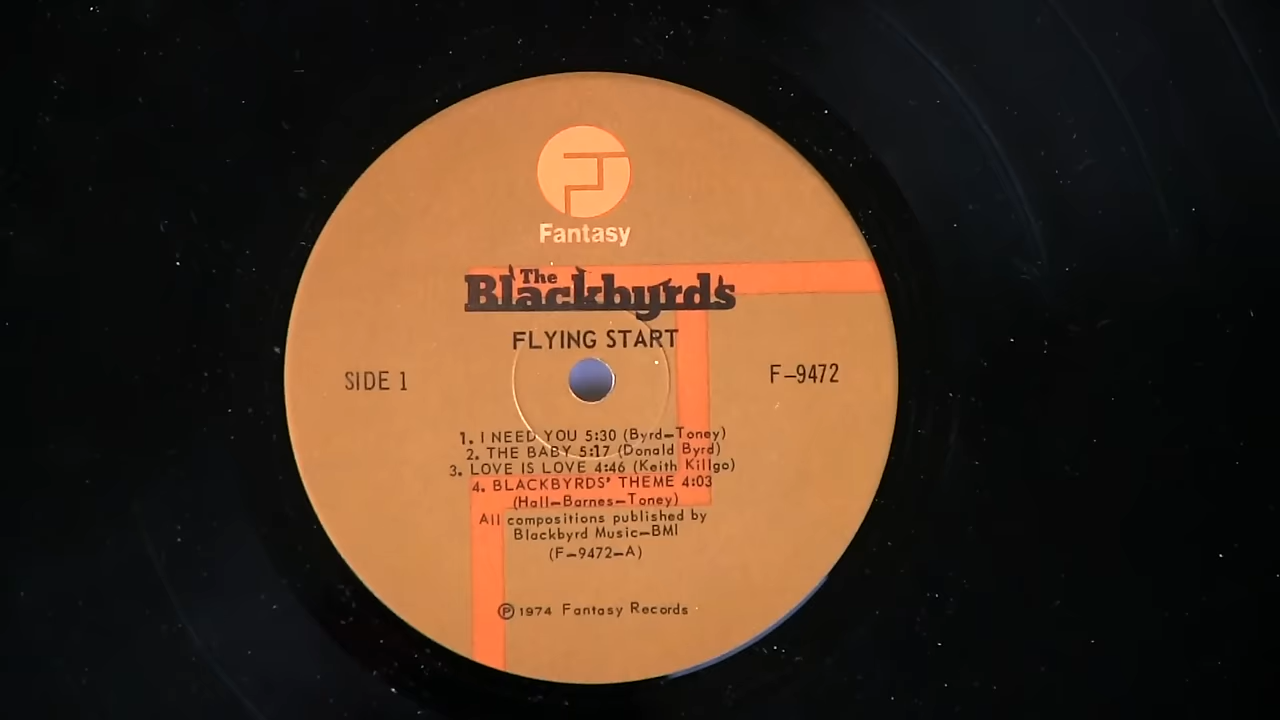 Fantasy
The
Blackbyrds
FLYING START
SIDE 1
F-9472
1. I NEED YOU 5:30 (Byrd-Toney)
2. THE BABY 5:17 (Donald Byrd)
3. LOVE IS LOVE 4:46 (Keith Killgo)
4. BLACKBYRDS' THEME 4:03
(Hall-Barnes-Toney)
All compositions published by
Blackbyrd Music-BMI
(F-9472-A)
℗ 1974 Fantasy Records